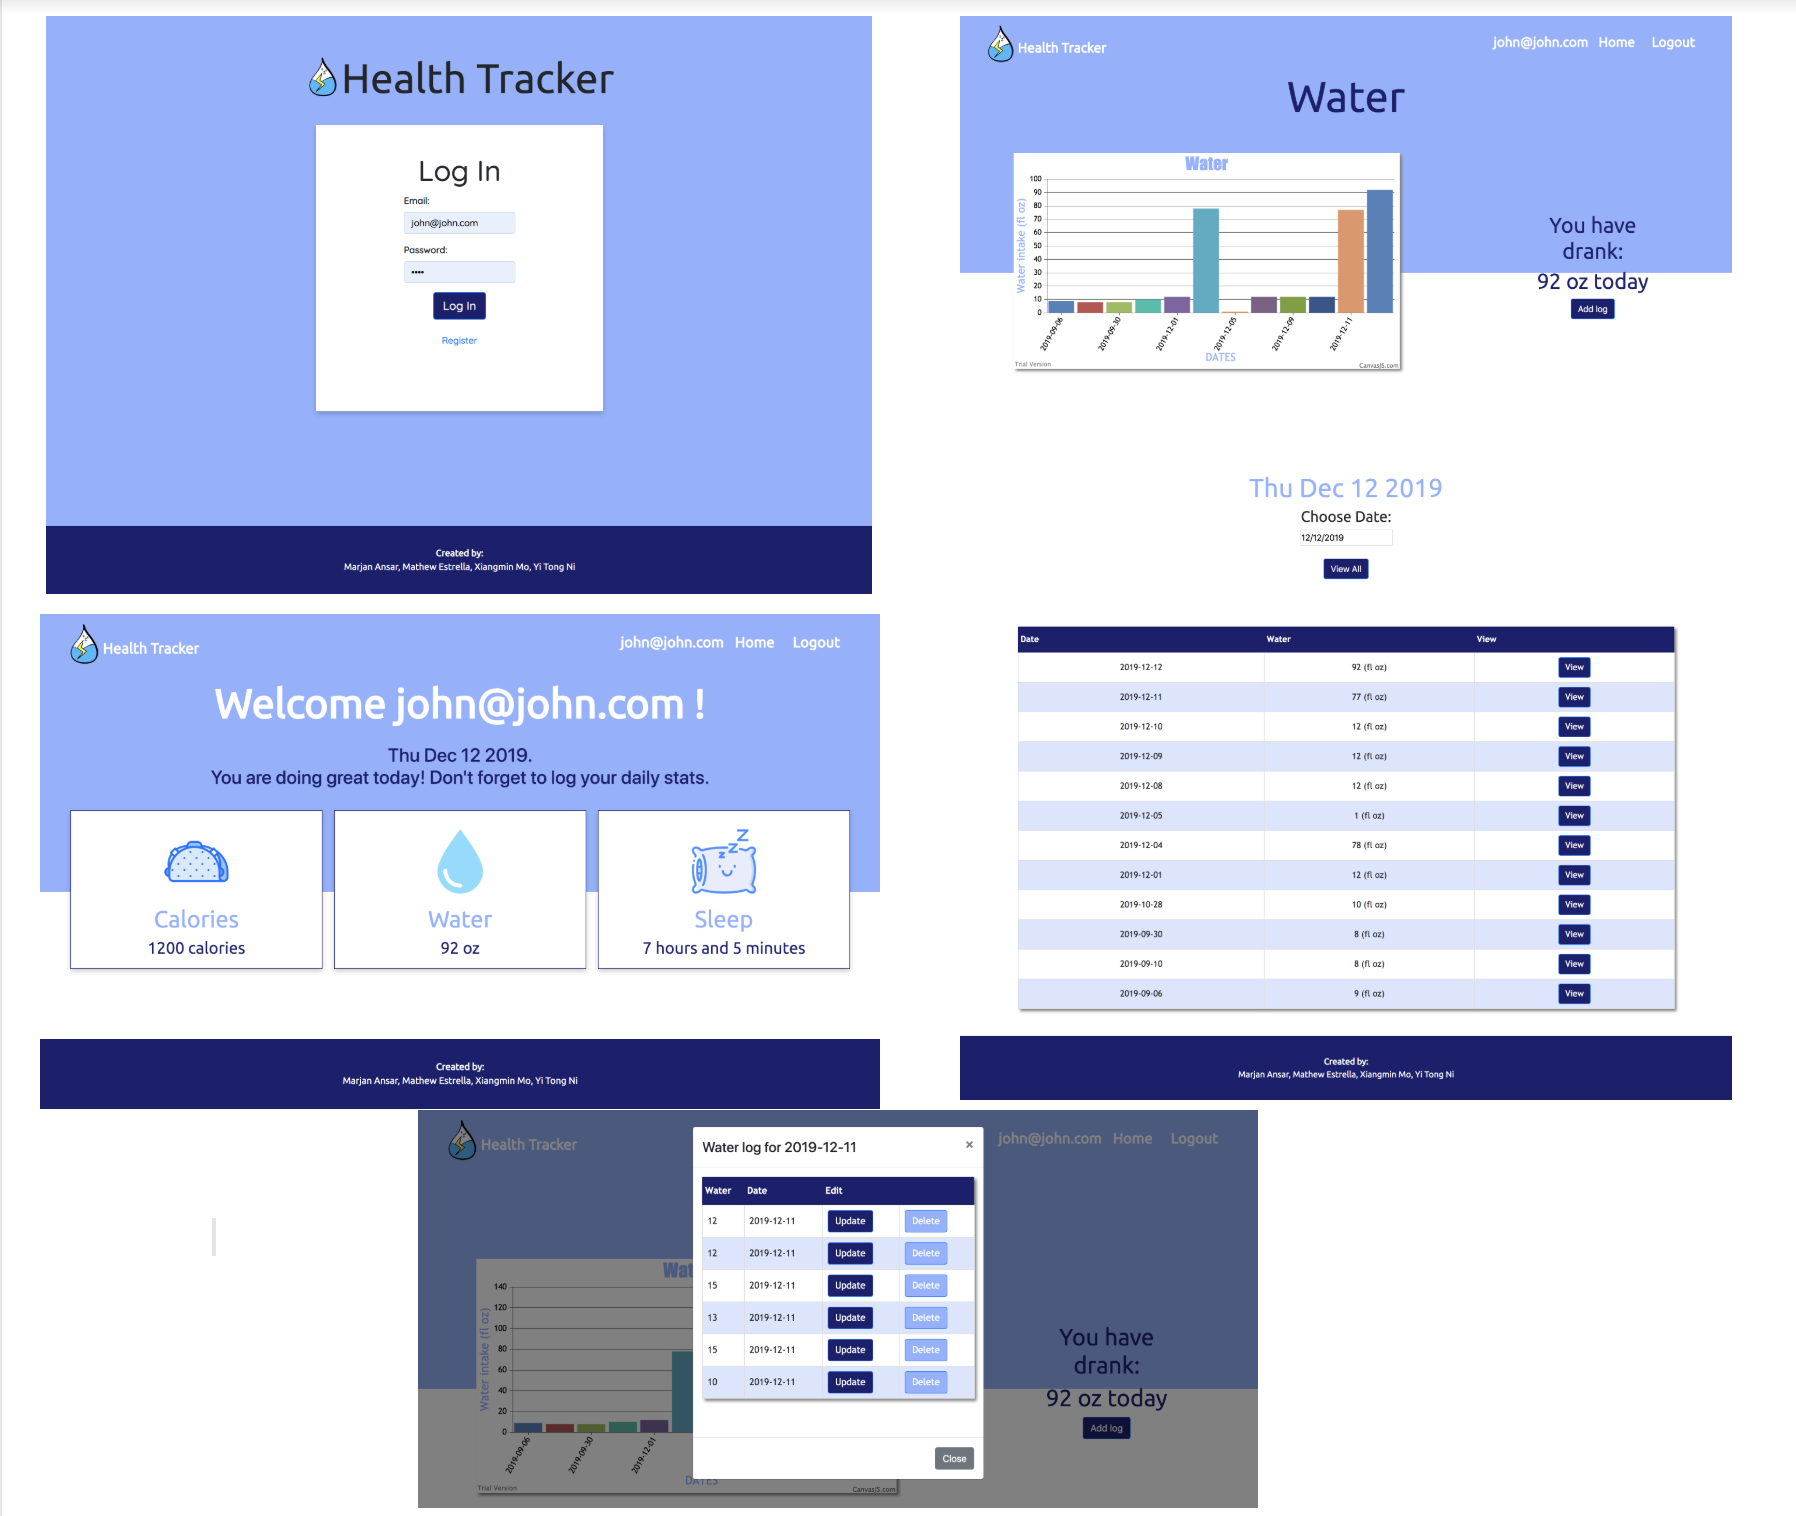 Health Tracker
Log In
Email:
john@john.com
Password:
••••
Log In
Register
Created by:
Marjan Ansar, Mathew Estrella, Xiangmin Mo, Yi Tong Ni
Health Tracker
john@john.com Home Logout
Welcome john@john.com !
Thu Dec 12 2019.
You are doing great today! Don't forget to log your daily stats.
Calories
1200 calories
Water
92 oz
Sleep
7 hours and 5 minutes
Created by:
Marjan Ansar, Mathew Estrella, Xiangmin Mo, Yi Tong Ni
Health Tracker
john@john.com Home Logout
Water
Water
Water intake (fl oz)
100
90
80
70
60
50
40
30
20
10
0
2019-09-06
2019-09-30
2019-12-01
2019-12-05
2019-12-09
2019-12-11
DATES
Trial Version
CanvasJS.com
You have
drank:
92 oz today
Add log
Thu Dec 12 2019
Choose Date:
12/12/2019
View All
Date Water View
2019-12-12 92 (fl oz) View
2019-12-11 77 (fl oz) View
2019-12-10 12 (fl oz) View
2019-12-09 12 (fl oz) View
2019-12-08 12 (fl oz) View
2019-12-05 1 (fl oz) View
2019-12-04 78 (fl oz) View
2019-12-01 12 (fl oz) View
2019-10-28 10 (fl oz) View
2019-09-30 8 (fl oz) View
2019-09-10 8 (fl oz) View
2019-09-06 9 (fl oz) View
Created by:
Marjan Ansar, Mathew Estrella, Xiangmin Mo, Yi Tong Ni
Health Tracker
john@john.com Home Logout
Wat
Water intake (fl oz)
140
120
100
80
60
40
20
0
2019-09-06
2019-09-30
2019-12-01
DATES
Trial Version
CanvasJS.com
Water log for 2019-12-11
×
Water Date Edit
12 2019-12-11 Update Delete
12 2019-12-11 Update Delete
15 2019-12-11 Update Delete
13 2019-12-11 Update Delete
15 2019-12-11 Update Delete
10 2019-12-11 Update Delete
Close
You have
drank:
92 oz today
Add log